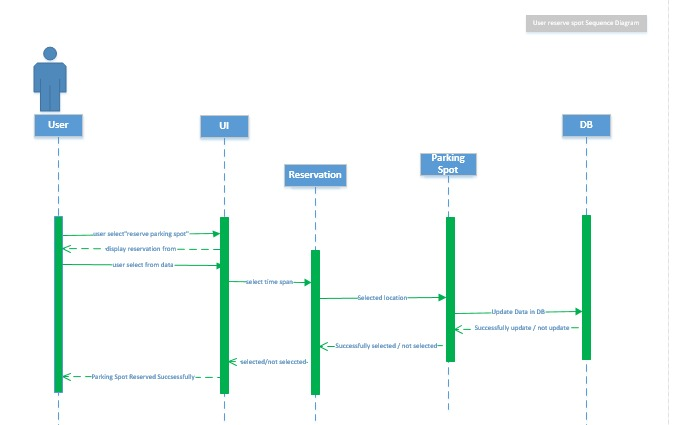 User reserve spot Sequence Diagram
User
UI
DB
Parking
Spot
Reservation
user select"reserve parking spot"
display reservation from
user select from data
select time span
Selected location
Update Data in DB
Successfully update / not update
Successfully selected / not selected
selected/not seleccted
Parking Spot Reserved Succsessfully